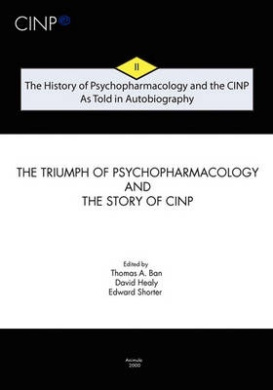 CINP
II
The History of Psychopharmacology and the CINP
As Told in Autobiography
THE TRIUMPH OF PSYCHOPHARMACOLOGY
AND
THE STORY OF CINP
Edited by
Thomas A. Ban
David Healy
Edward Shorter
Animula
2000